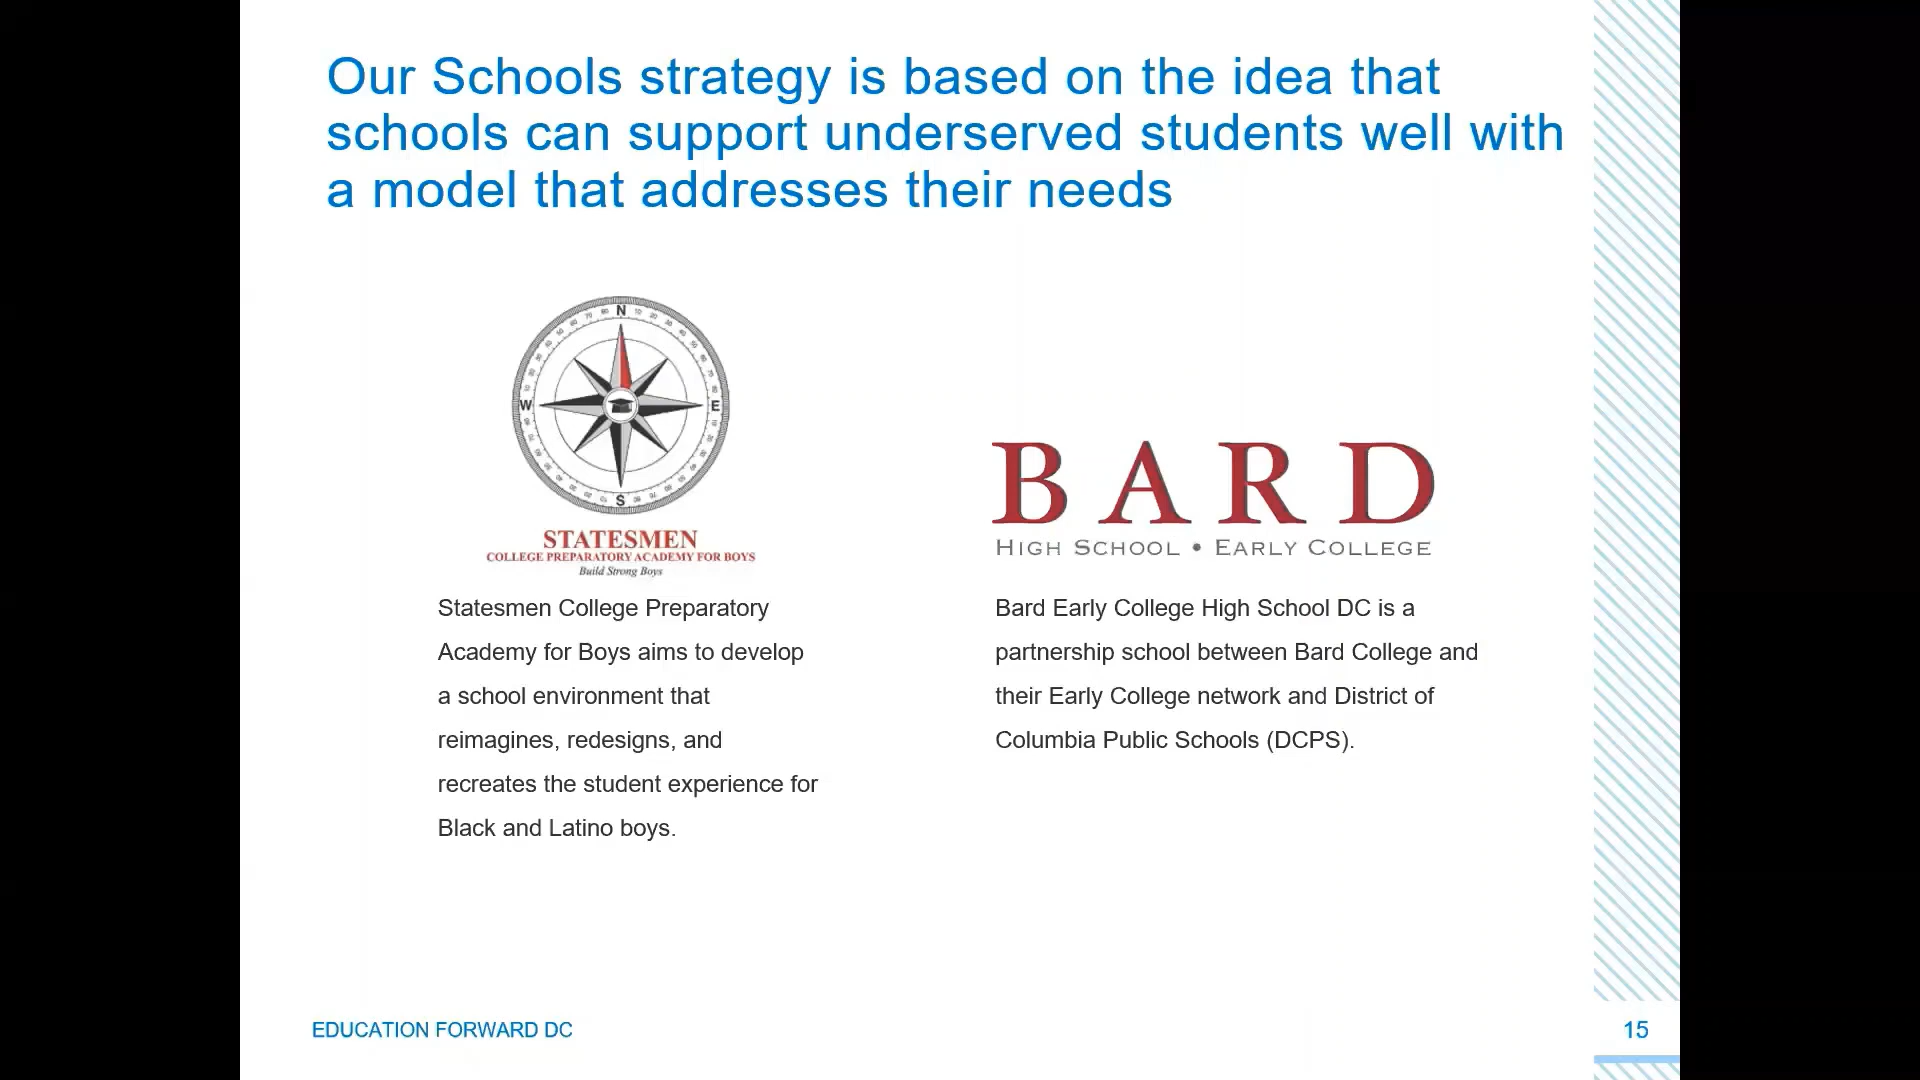 Our Schools strategy is based on the idea that
schools can support underserved students well with
a model that addresses their needs
N
W
E
S
STATESMEN
COLLEGE PREPARATORY ACADEMY FOR BOYS
Build Strong Boys
Statesmen College Preparatory
Academy for Boys aims to develop
a school environment that
reimagines, redesigns, and
recreates the student experience for
Black and Latino boys.
BARD
HIGH SCHOOL • EARLY COLLEGE
Bard Early College High School DC is a
partnership school between Bard College and
their Early College network and District of
Columbia Public Schools (DCPS).
EDUCATION FORWARD DC
15